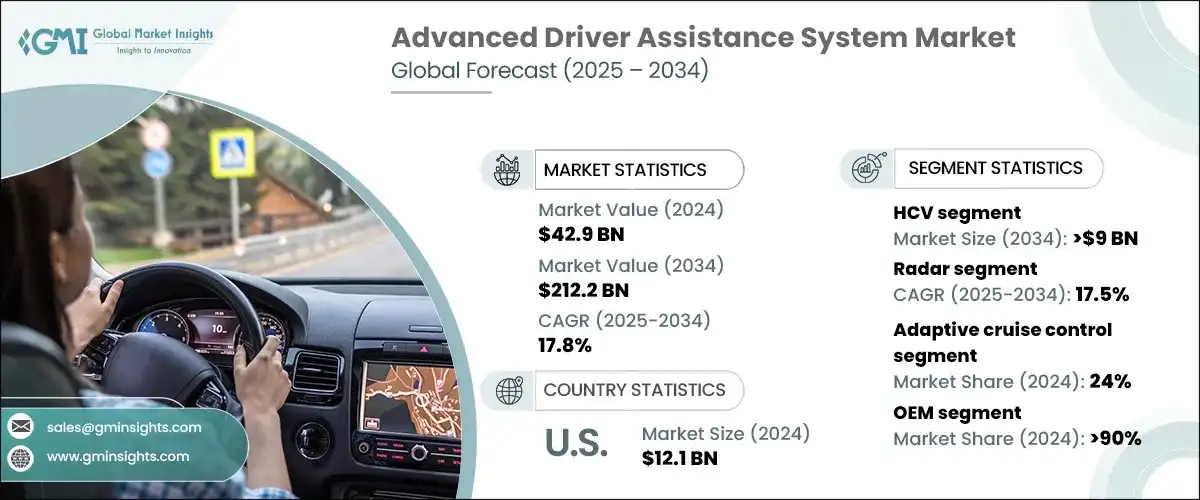 GMI Global Market Insights
Insights to Innovation
Advanced Driver Assistance System Market
Global Forecast (2025 – 2034)
MARKET STATISTICS
Market Value (2024)
$42.9 BN
Market Value (2034)
$212.2 BN
CAGR (2025-2034)
17.8%
COUNTRY STATISTICS
U.S.
Market Size (2024)
$12.1 BN
SEGMENT STATISTICS
HCV segment
Market Size (2034): >$9 BN
Radar segment
CAGR (2025-2034): 17.5%
Adaptive cruise control
segment
Market Share (2024): 24%
OEM segment
Market Share (2024): >90%
10
sales@gminsights.com
www.gminsights.com